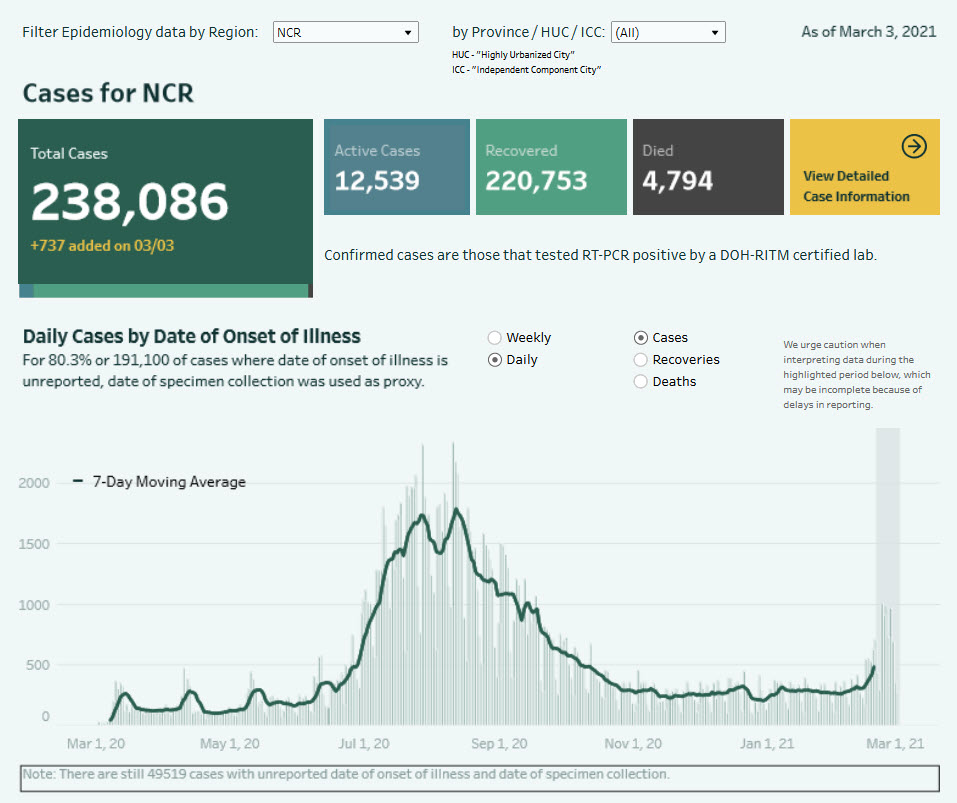 Filter Epidemiology data by Region: NCR by Province / HUC / ICC: (All) As of March 3, 2021
HUC - "Highly Urbanized City"
ICC - "Independent Component City"
Cases for NCR
Total Cases
238,086
+737 added on 03/03
Active Cases
12,539
Recovered
220,753
Died
4,794
View Detailed
Case Information
Confirmed cases are those that tested RT-PCR positive by a DOH-RITM certified lab.
Daily Cases by Date of Onset of Illness
For 80.3% or 191,100 of cases where date of onset of illness is
unreported, date of specimen collection was used as proxy.
Weekly
Daily
Cases
Recoveries
Deaths
We urge caution when
interpreting data during the
highlighted period below, which
may be incomplete because of
delays in reporting.
7-Day Moving Average
2000
1500
1000
500
0
Mar 1, 20 May 1, 20 Jul 1, 20 Sep 1, 20 Nov 1, 20 Jan 1, 21 Mar 1, 21
Note: There are still 49519 cases with unreported date of onset of illness and date of specimen collection.